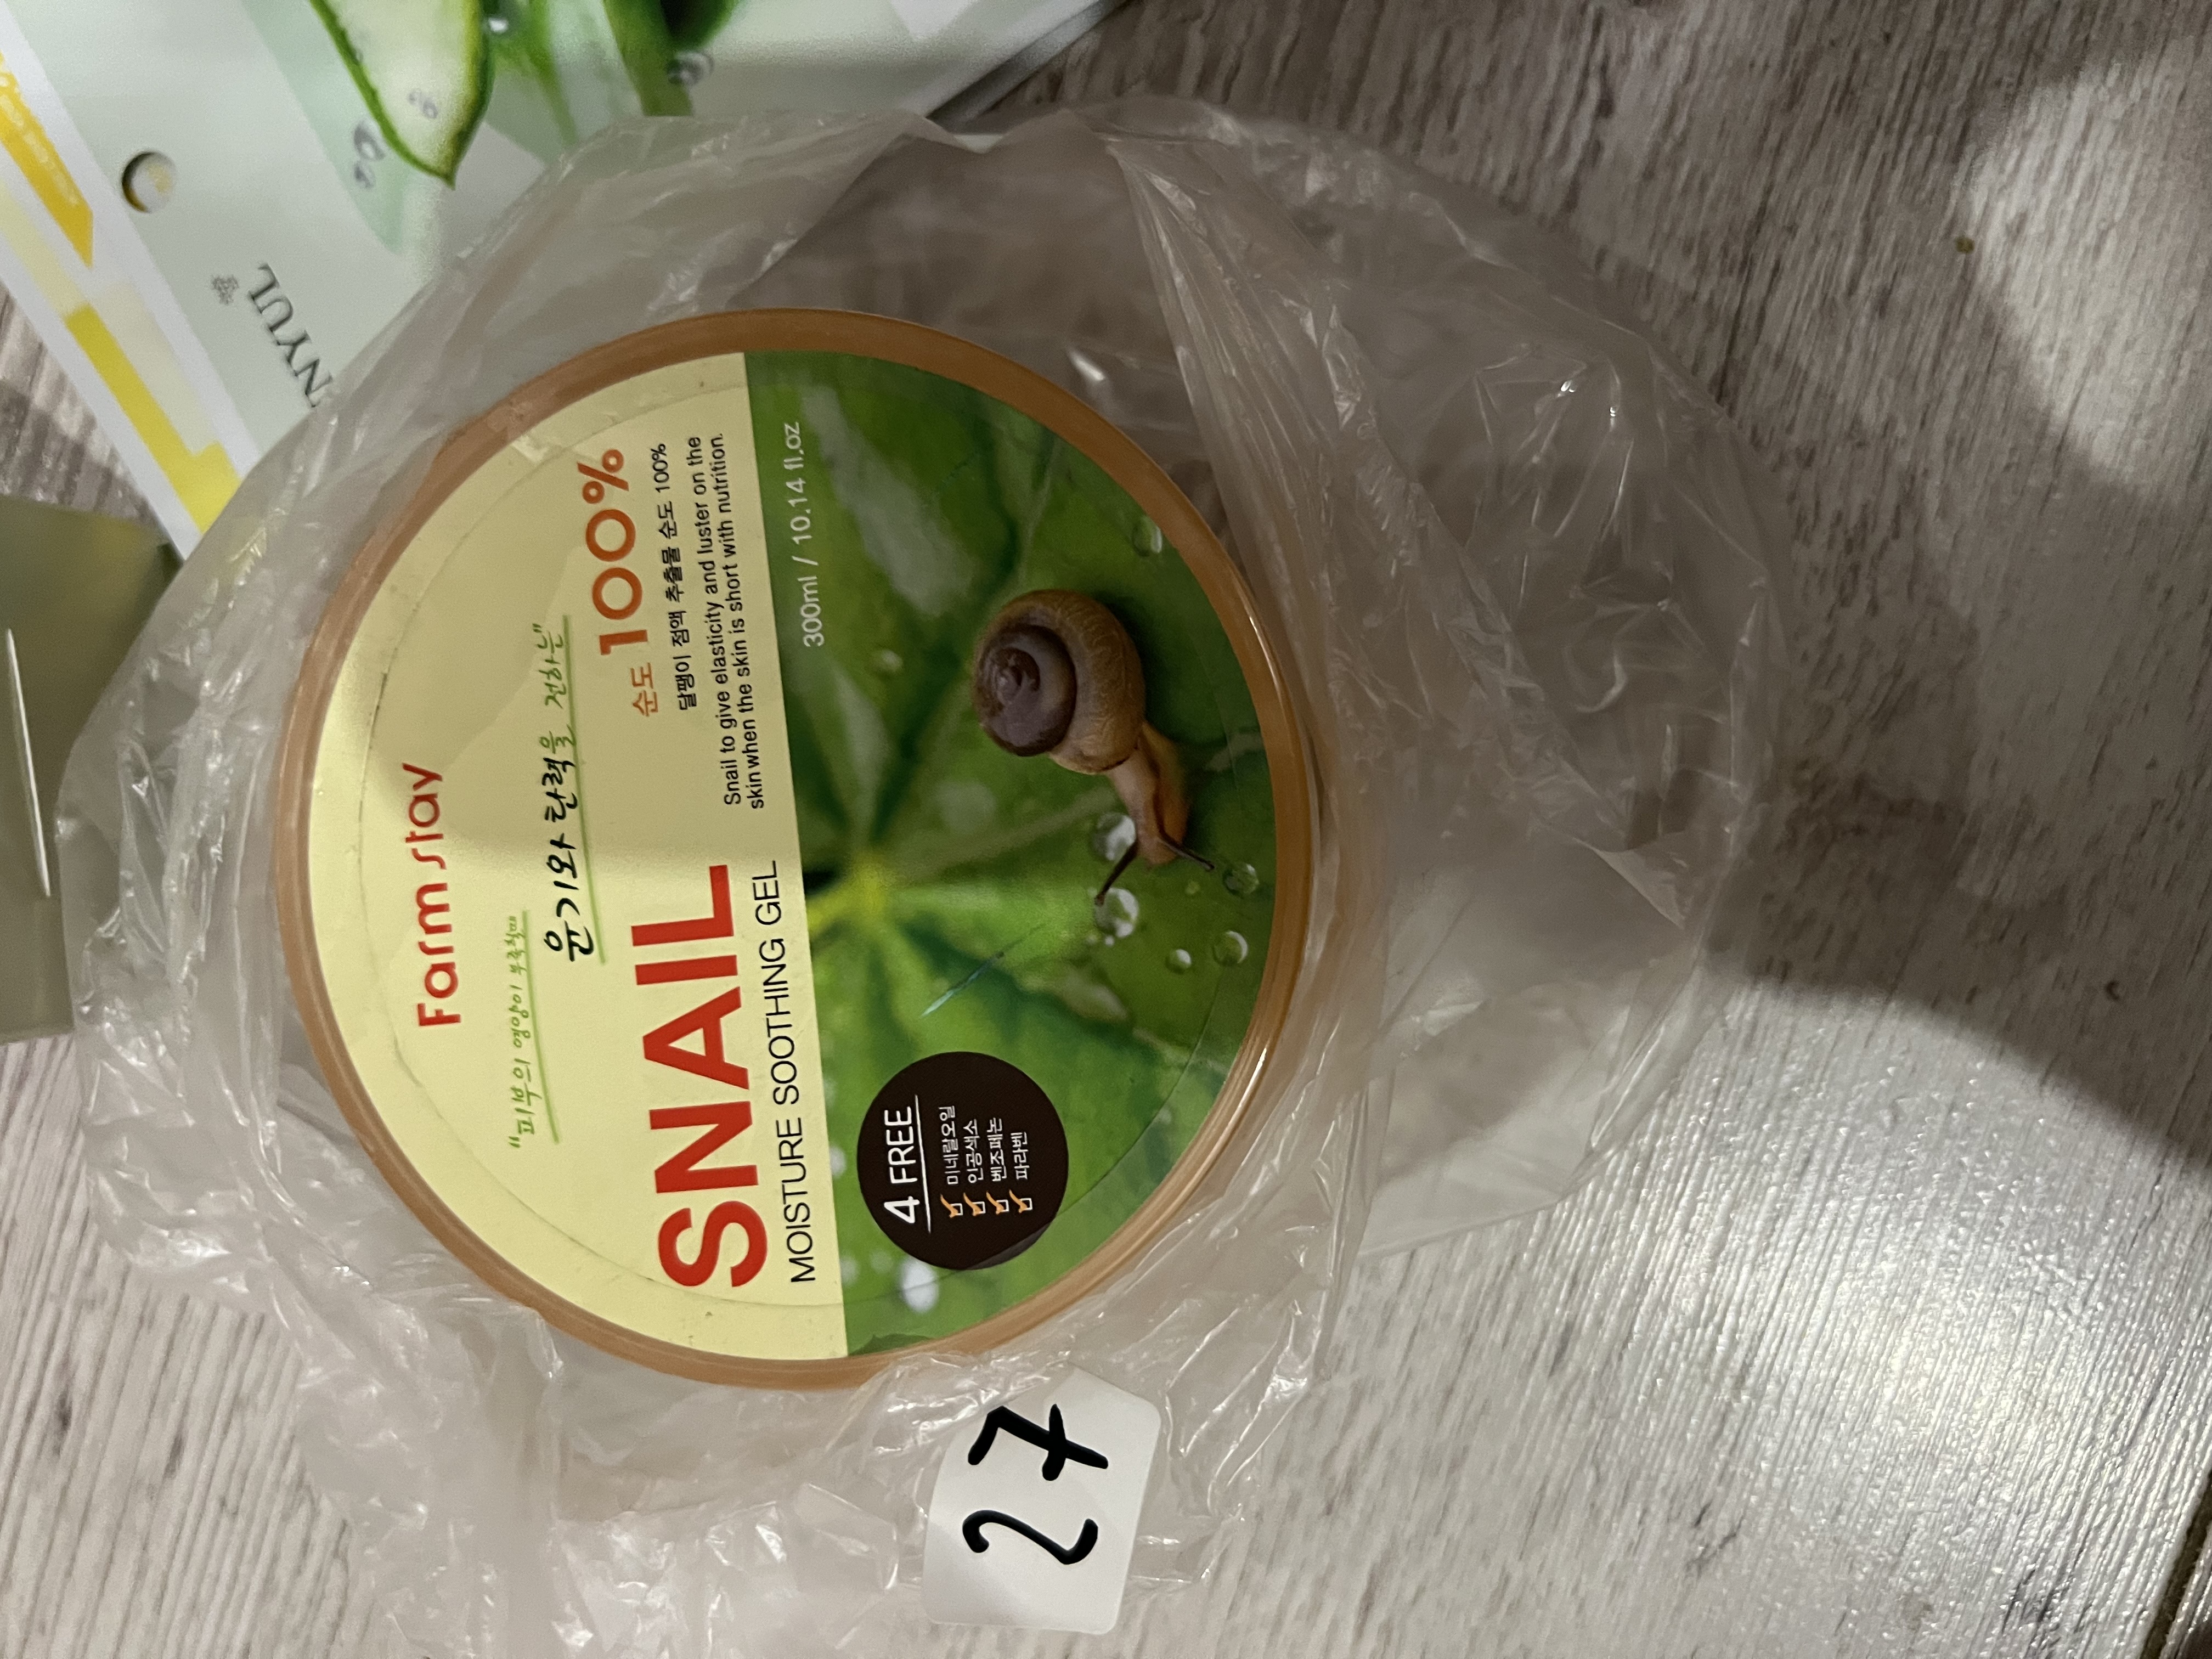 Farm stay
"피부의 영양이 부족할때
윤기와 탄력을 전하는"
순도 100%
달팽이 점액 추출물 순도 100%
SNAIL
Snail to give elasticity and luster on the
skin when the skin is short with nutrition.
MOISTURE SOOTHING GEL
300ml / 10.14 fl.oz
4 FREE
미네랄오일
인공색소
벤조페논
파라벤
27
NYUL